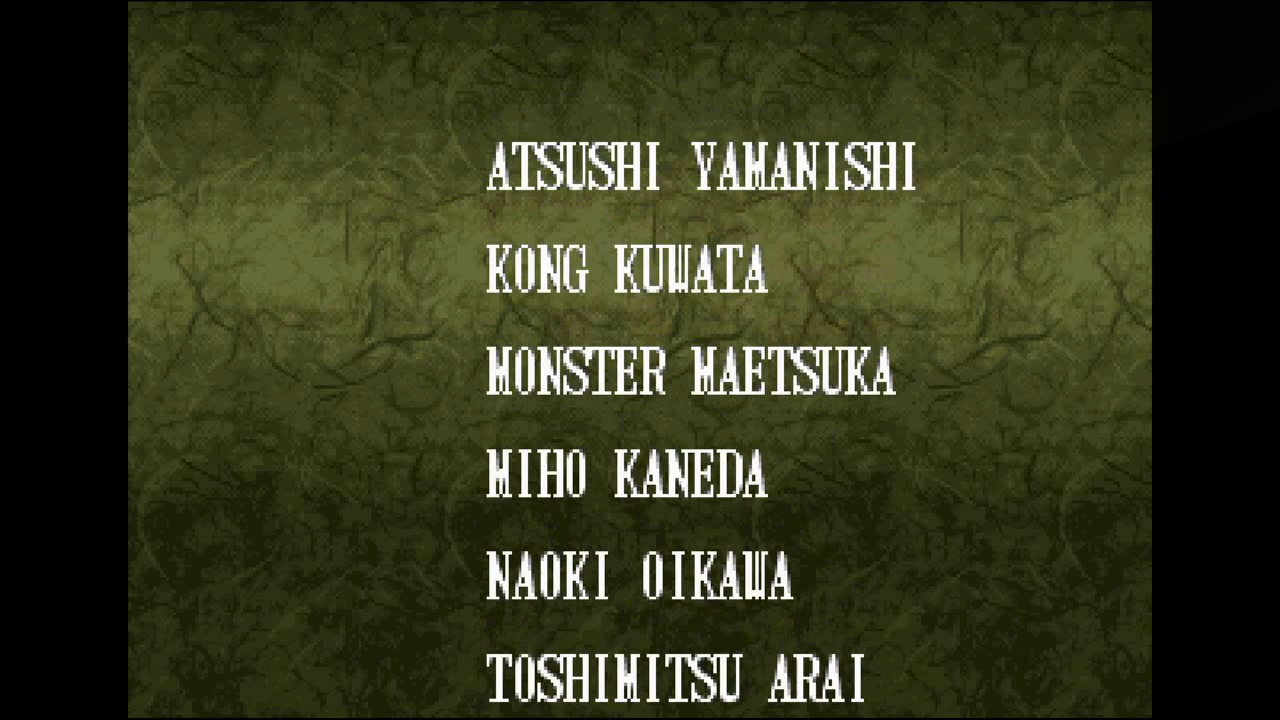 ATSUSHI YAMANISHI
KONG KUWATA
MONSTER MAETSUKA
MIHO KANEDA
NAOKI OIKAWA
TOSHIMITSU ARAI